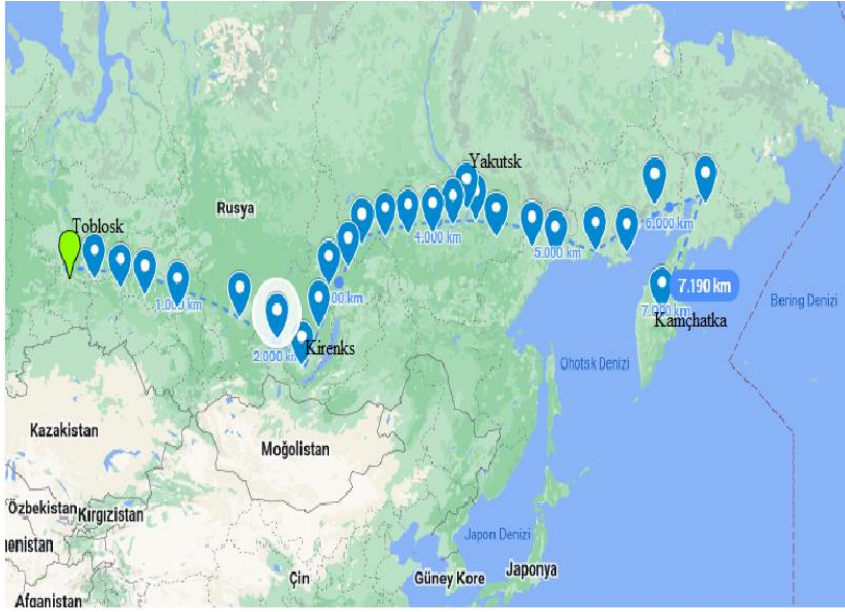 Yakutsk
Rusya
Toblosk
4.000 km
6.000 km
5.000 km
1.000 km
00 km
7.190 km
7.000 km
Bering Denizi
Kamçhatka
Kirenks
2.000 km
Ohotsk Denizi
Kazakistan
Moğolistan
Özbekistan
Kırgızistan
Japon Denizi
menistan
Çin
Güney Kore
Japonya
Afganistan